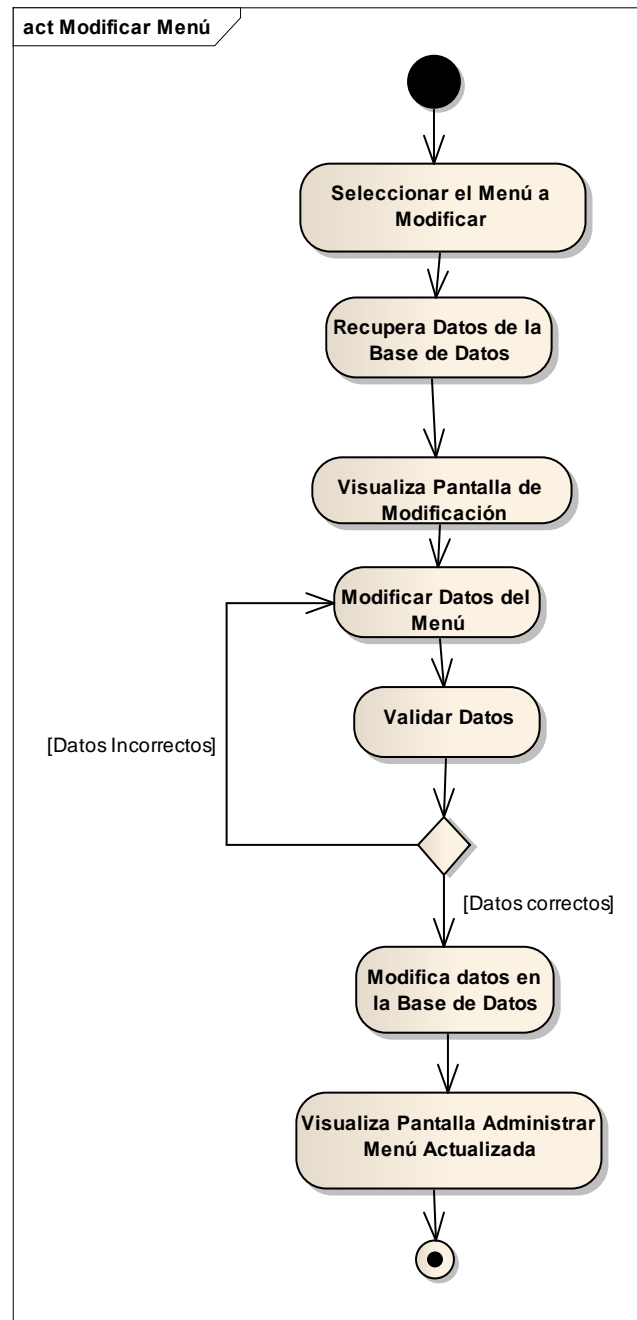 act Modificar Menú
Seleccionar el Menú a
Modificar
Recupera Datos de la
Base de Datos
Visualiza Pantalla de
Modificación
Modificar Datos del
Menú
Validar Datos
[Datos Incorrectos]
[Datos correctos]
Modifica datos en
la Base de Datos
Visualiza Pantalla Administrar
Menú Actualizada